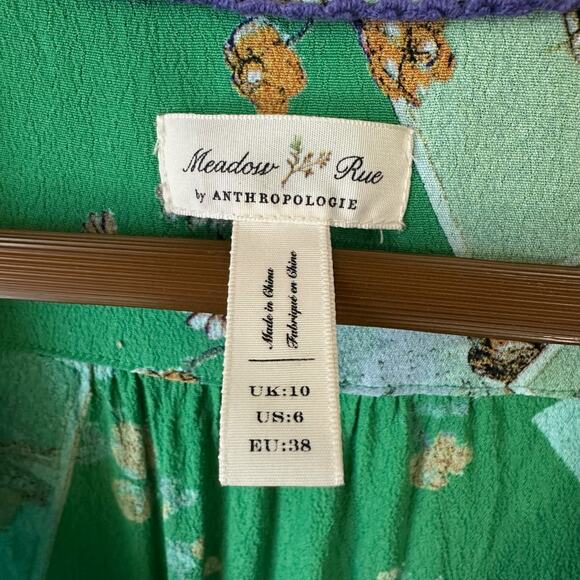 Meadow Rue
by ANTHROPOLOGIE
Made in China
Fabriqué en Chine
UK:10
US:6
EU:38